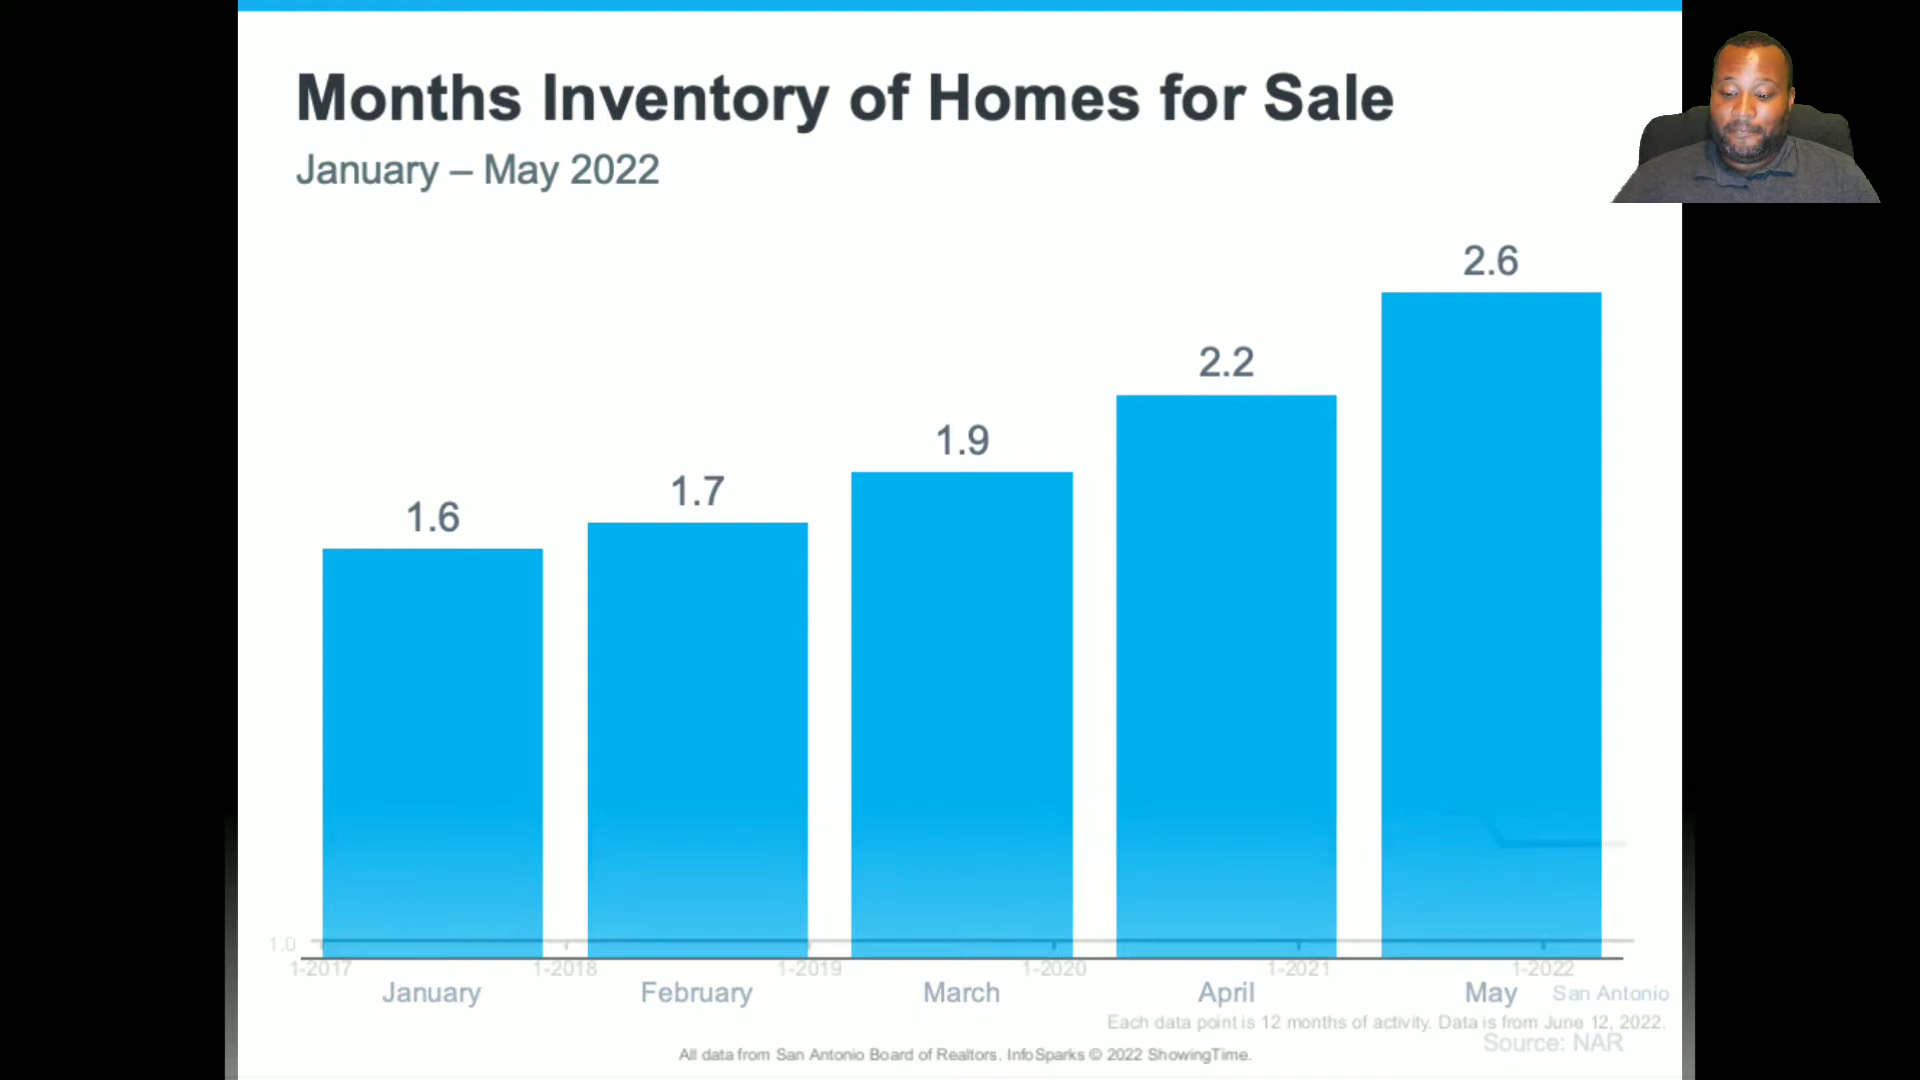 Months Inventory of Homes for Sale
January – May 2022
2.6
2.2
1.9
1.7
1.6
1.0
1-2017 1-2018 1-2019 1-2020 1-2021 1-2022
January February March April May San Antonio
Each data point is 12 months of activity. Data is from June 12, 2022.
Source: NAR
All data from San Antonio Board of Realtors. InfoSparks © 2022 ShowingTime.